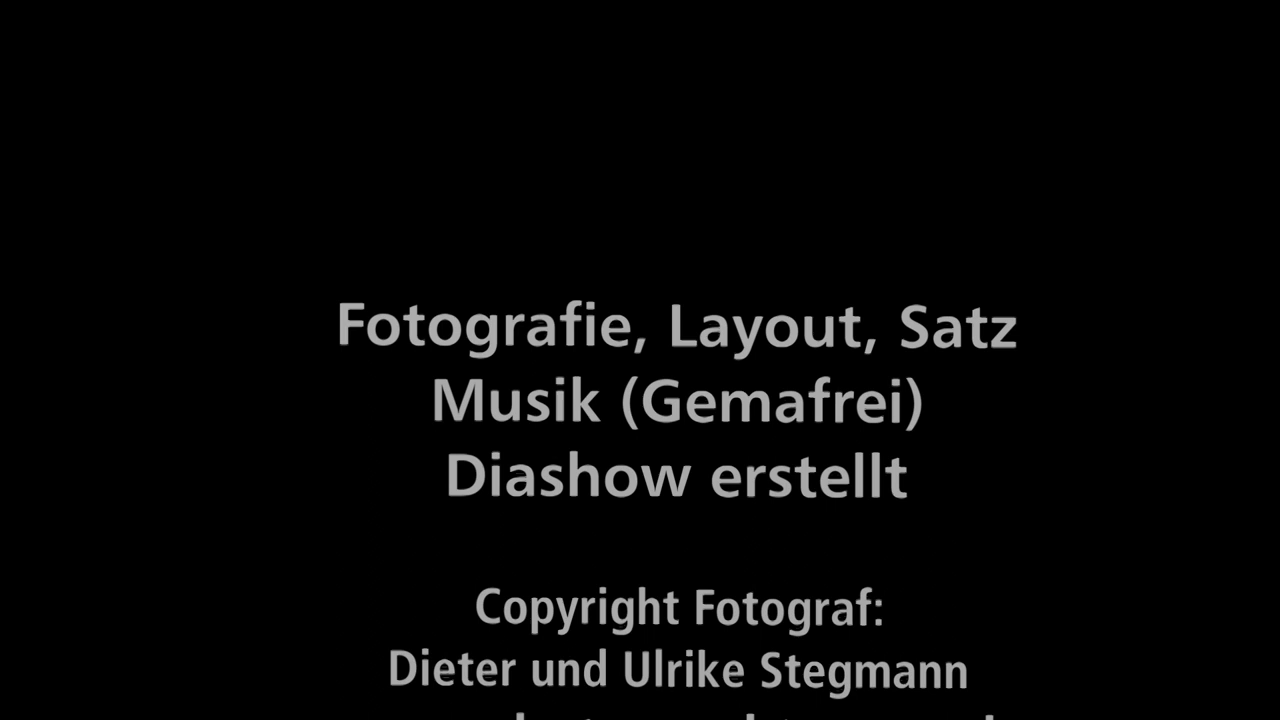 Fotografie, Layout, Satz
Musik (Gemafrei)
Diashow erstellt
Copyright Fotograf:
Dieter und Ulrike Stegmann